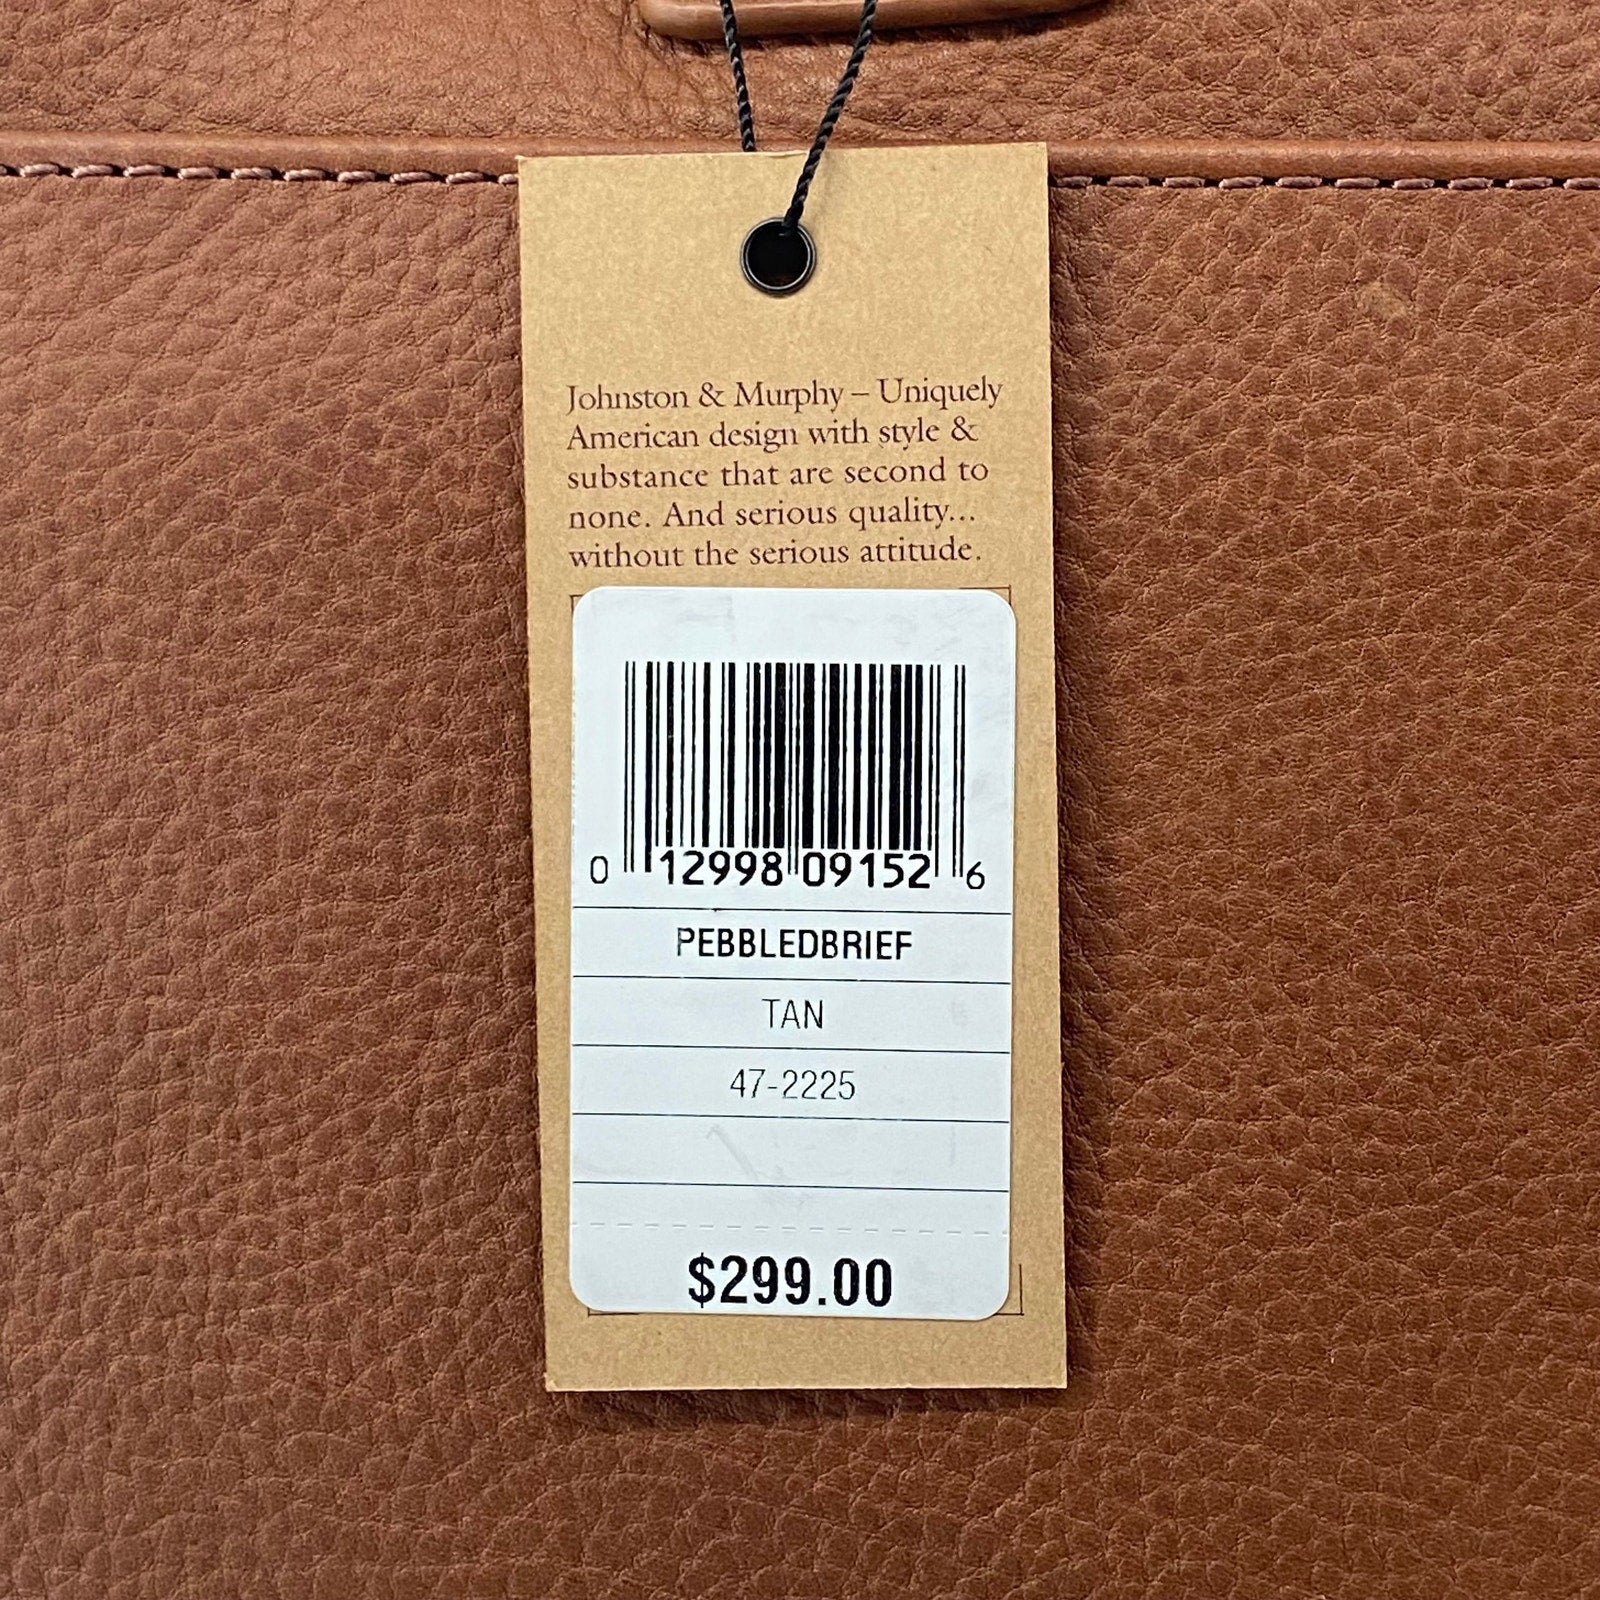 Johnston & Murphy – Uniquely
American design with style &
substance that are second to
none. And serious quality...
without the serious attitude.
0 12998 09152 6
PEBBLEDBRIEF
TAN
47-2225
$299.00